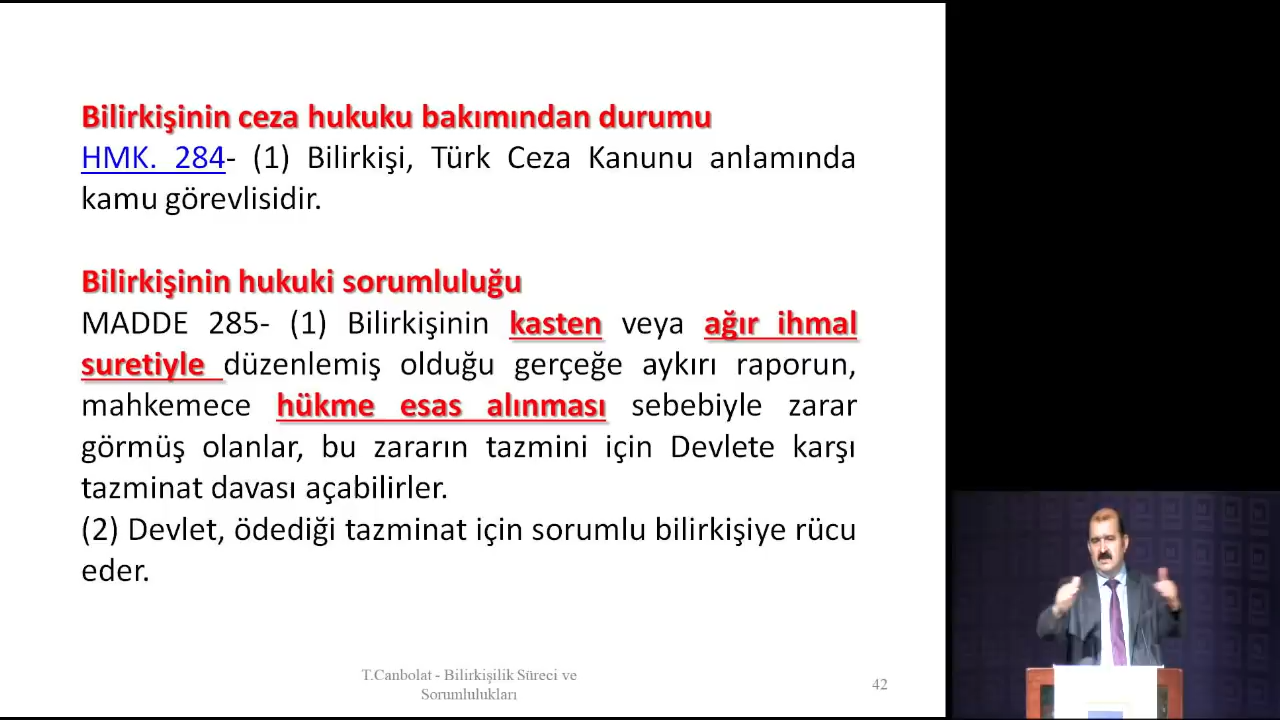 Bilirkişinin ceza hukuku bakımından durumu
HMK. 284- (1) Bilirkişi, Türk Ceza Kanunu anlamında
kamu görevlisidir.
Bilirkişinin hukuki sorumluluğu
MADDE 285- (1) Bilirkişinin kasten veya ağır ihmal
suretiyle düzenlemiş olduğu gerçeğe aykırı raporun,
mahkemece hükme esas alınması sebebiyle zarar
görmüş olanlar, bu zararın tazmini için Devlete karşı
tazminat davası açabilirler.
(2) Devlet, ödediği tazminat için sorumlu bilirkişiye rücu
eder.
T.Canbolat - Bilirkişilik Süreci ve
Sorumlulukları
42